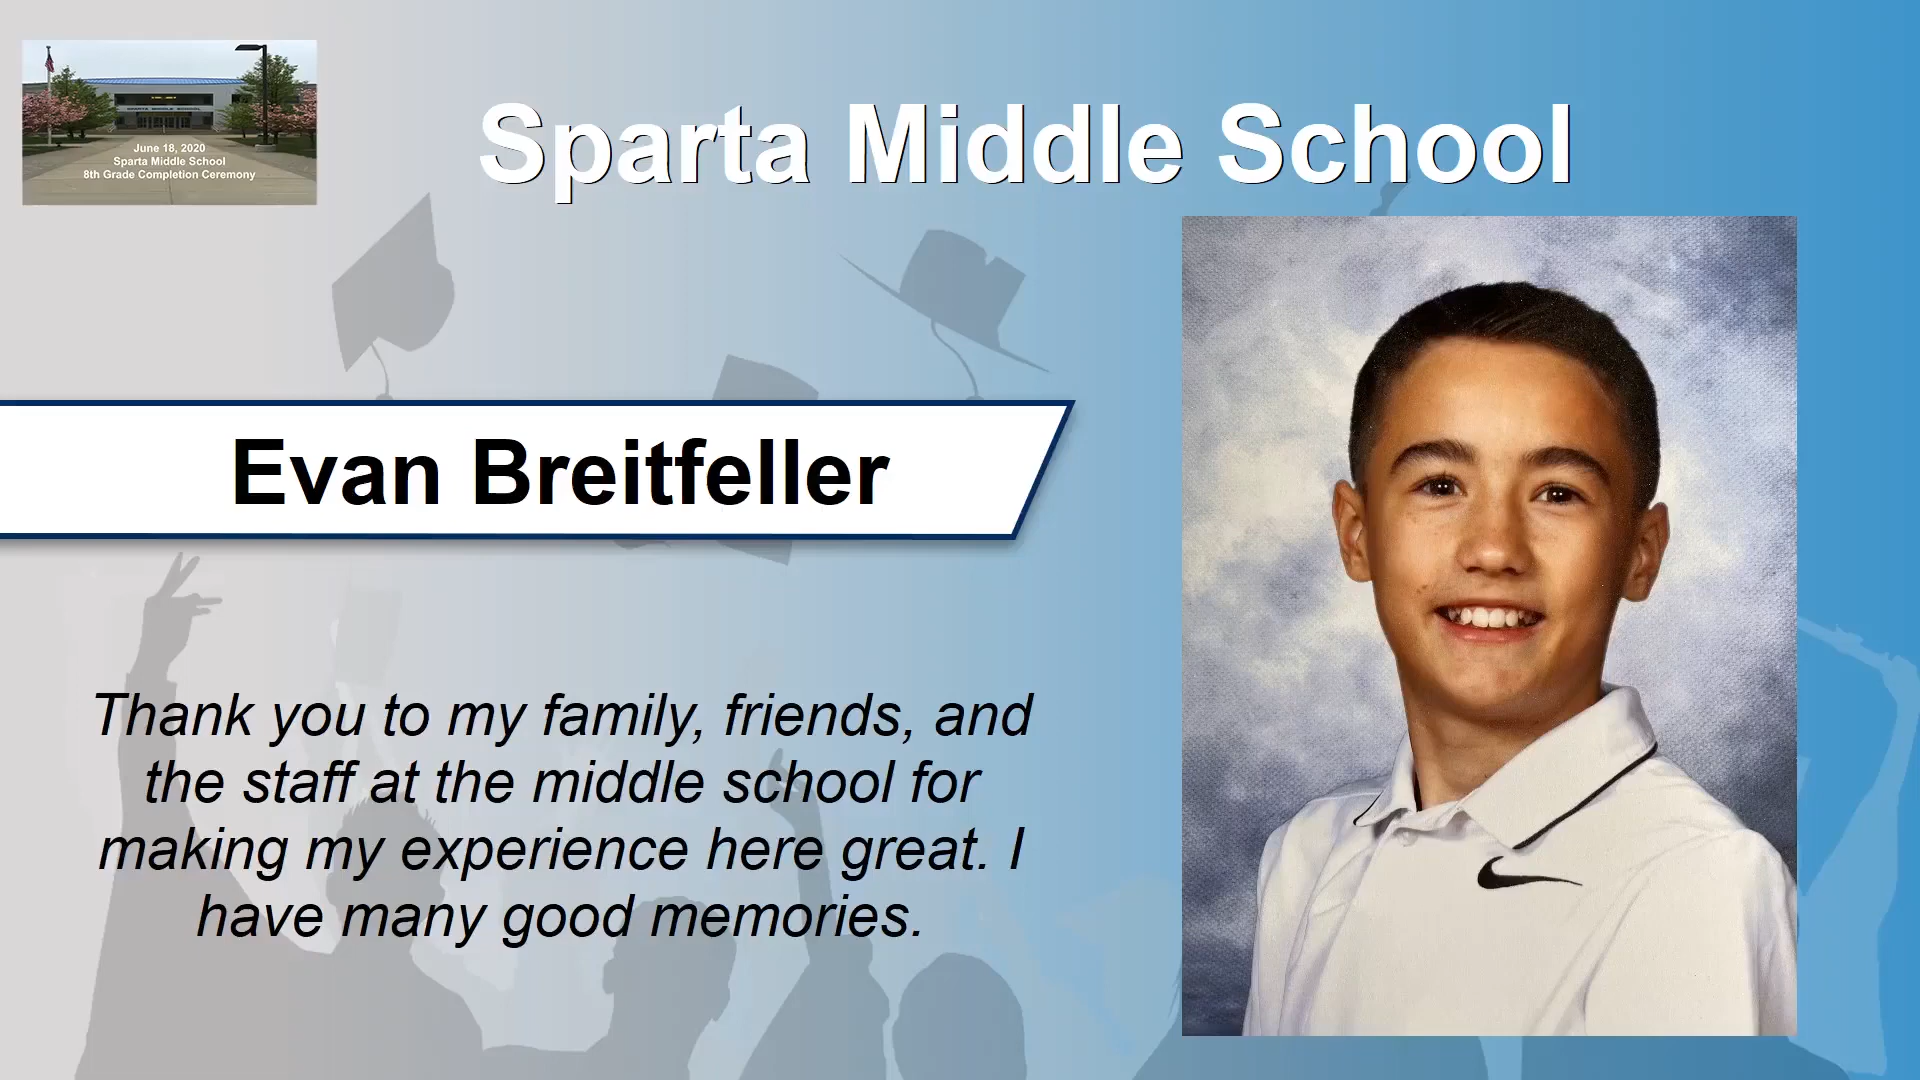 June 18, 2020
Sparta Middle School
8th Grade Completion Ceremony
Sparta Middle School
Evan Breitfeller
Thank you to my family, friends, and
the staff at the middle school for
making my experience here great. I
have many good memories.